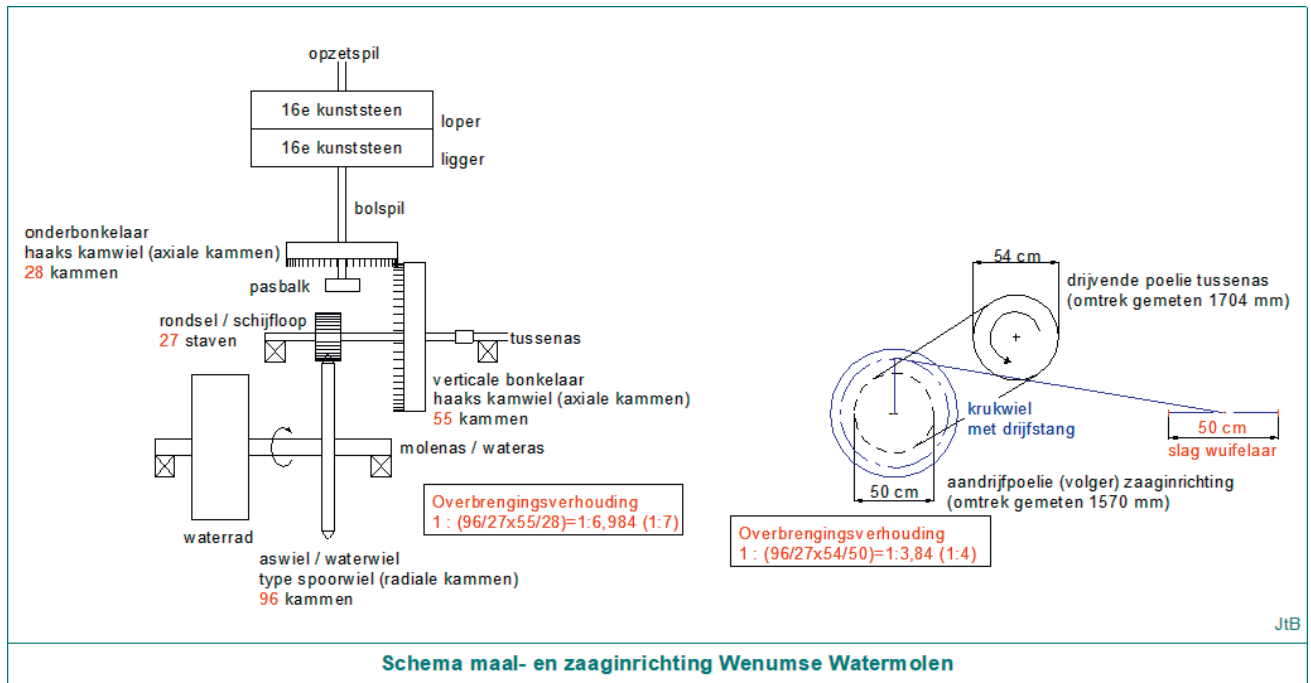 opzetspil
16e kunststeen
loper
16e kunststeen
ligger
bolspil
onderbonkelaar
haaks kamwiel (axiale kammen)
28 kammen
pasbalk
rondsel / schijfloop
27 staven
tussenas
verticale bonkelaar
haaks kamwiel (axiale kammen)
55 kammen
molenas / wateras
waterrad
Overbrengingsverhouding
1 : (96/27x55/28)=1:6,984 (1:7)
aswiel / waterwiel
type spoorwiel (radiale kammen)
96 kammen
54 cm
drijvende poelie tussenas
(omtrek gemeten 1704 mm)
krukwiel
met drijfstang
50 cm
slag wuifelaar
50 cm
aandrijfpoelie (volger) zaaginrichting
(omtrek gemeten 1570 mm)
Overbrengingsverhouding
1 : (96/27x54/50)=1:3,84 (1:4)
JtB
Schema maal- en zaaginrichting Wenumse Watermolen